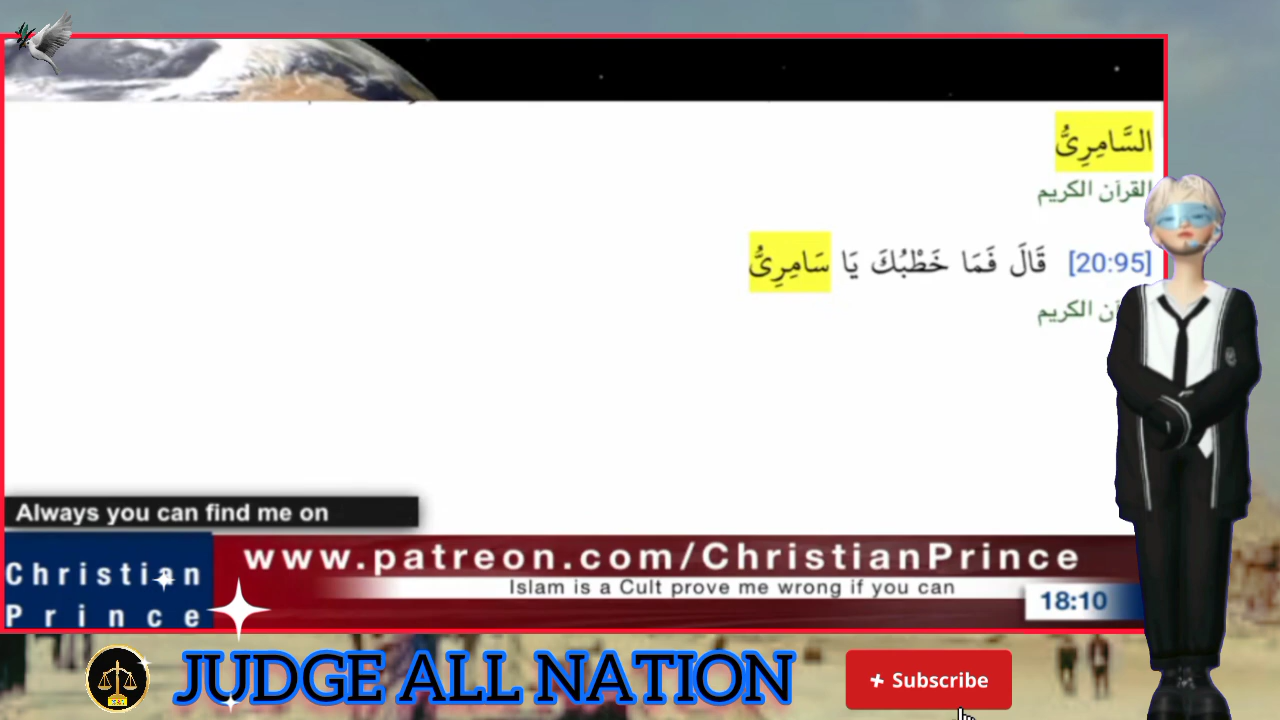 السَّامِرِىُّ
القرآن الكريم
[20:95] قَالَ فَمَا خَطْبُكَ يَا سَامِرِىُّ
الكريم
Always you can find me on
Christian
Prince
www.patreon.com/ChristianPrince
Islam is a Cult prove me wrong if you can
18:10
JUDGE ALL NATION
+ Subscribe